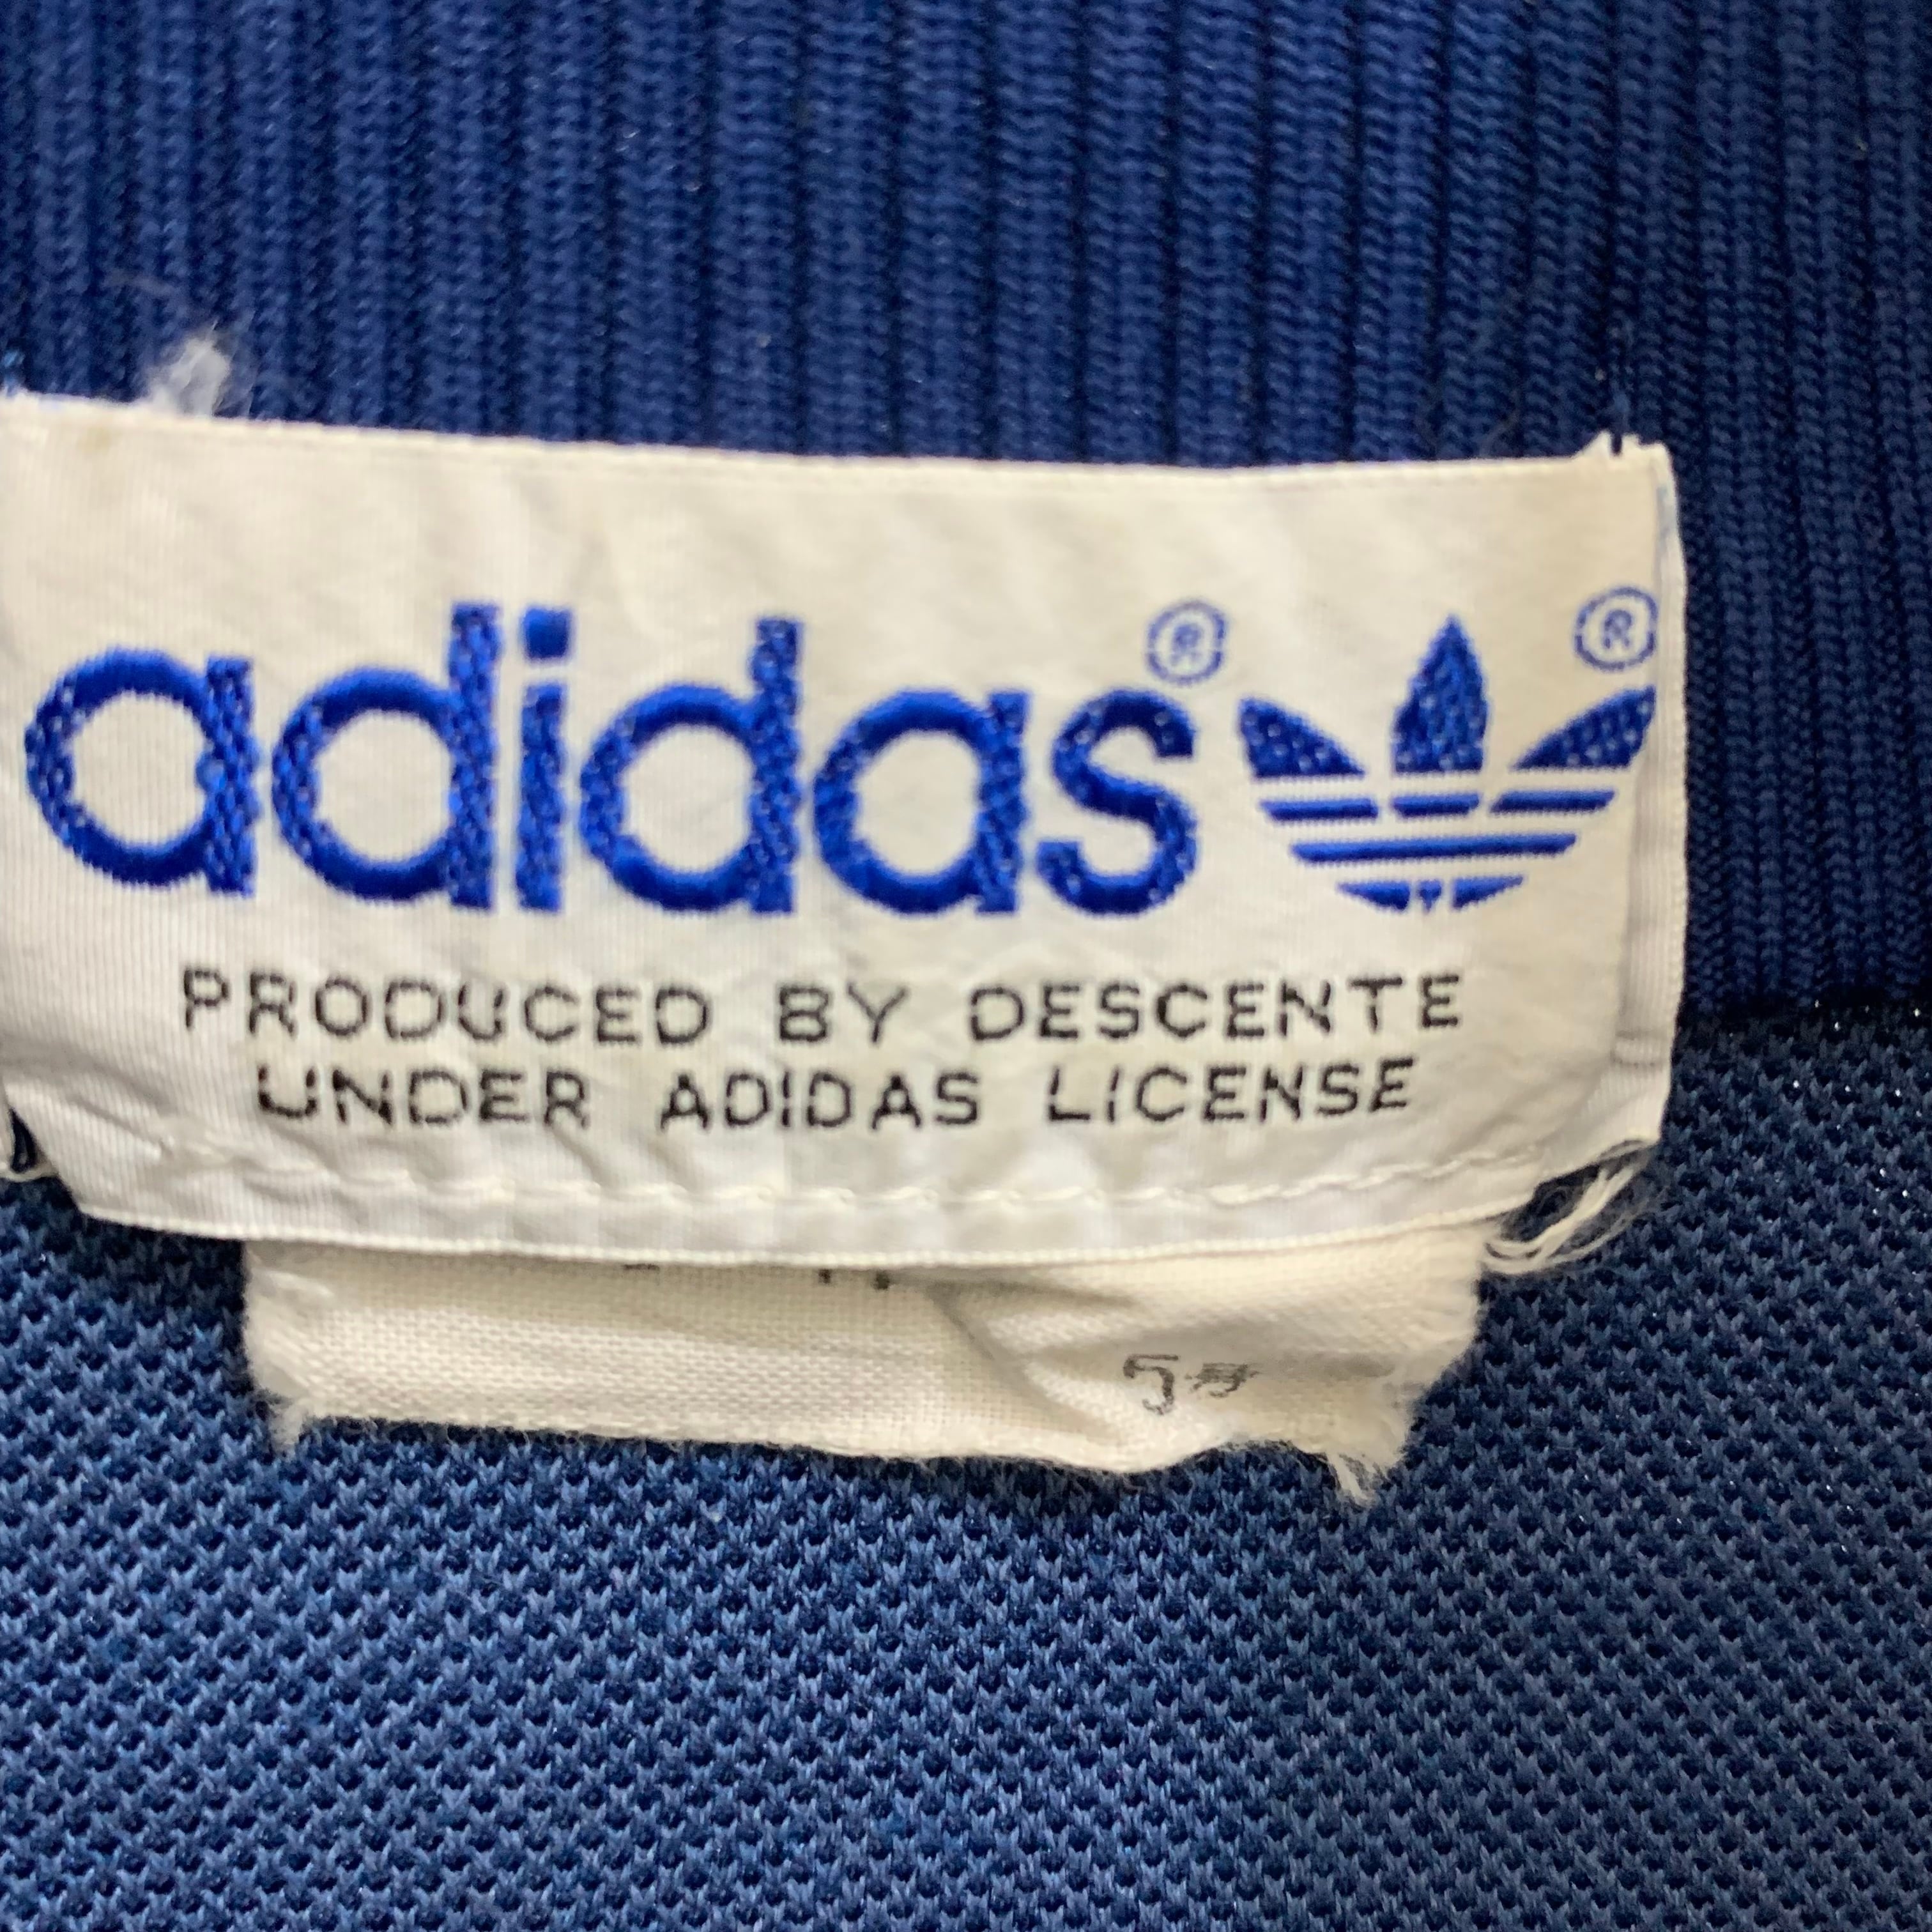 adidas® ®
PRODUCED BY DESCENTE
UNDER ADIDAS LICENSE